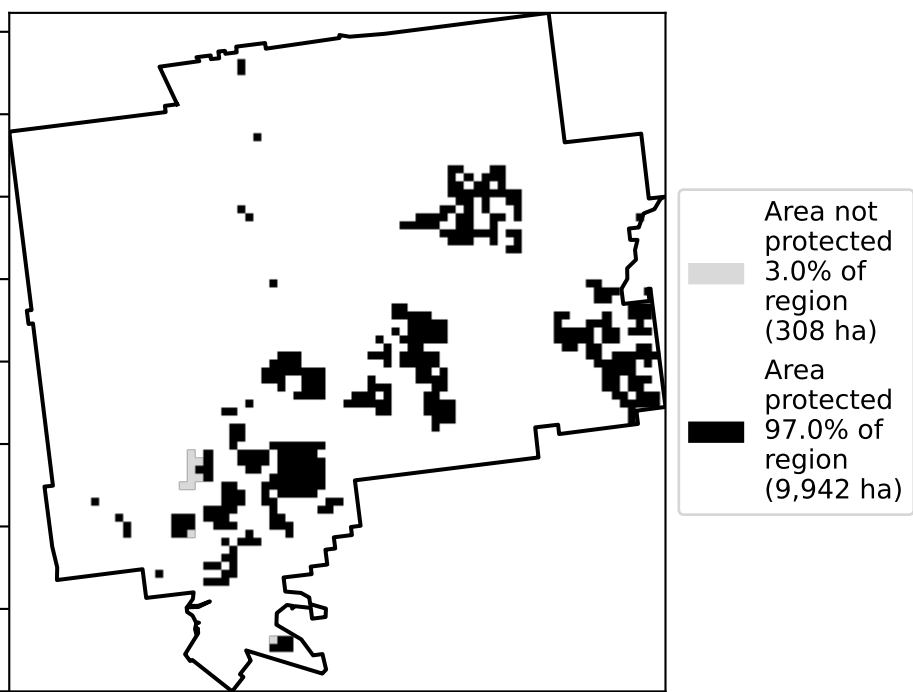 Area not
protected
3.0% of
region
(308 ha)
Area
protected
97.0% of
region
(9,942 ha)